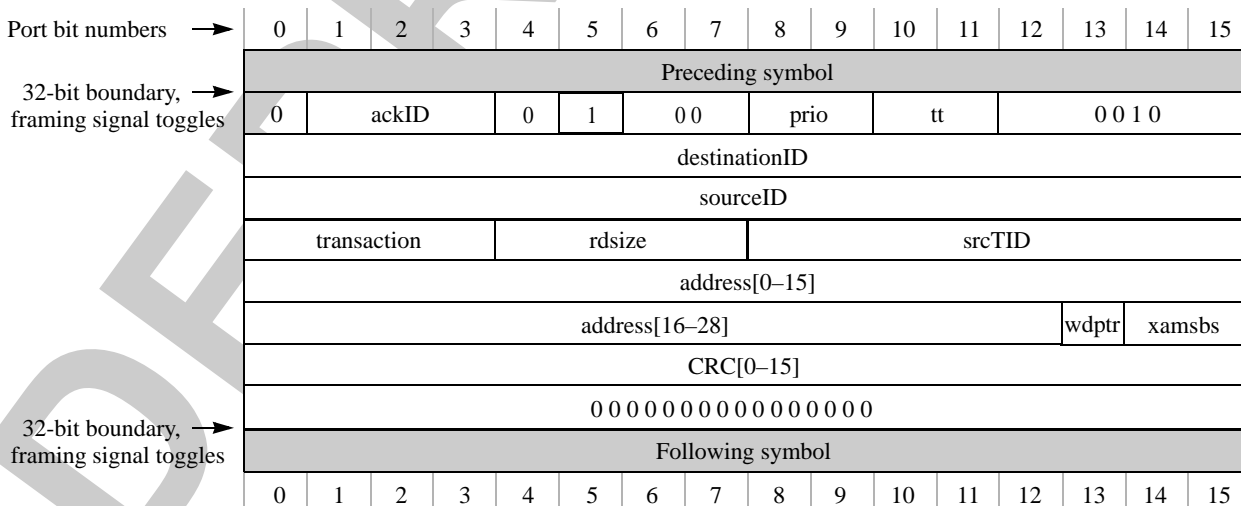 Port bit numbers 0 1 2 3 4 5 6 7 8 9 10 11 12 13 14 15
Preceding symbol
32-bit boundary,
framing signal toggles
0 ackID 0 1 0 0 prio tt 0 0 1 0
destinationID
sourceID
transaction rdsize srcTID
address[0–15]
address[16–28] wdptr xamsbs
CRC[0–15]
0 0 0 0 0 0 0 0 0 0 0 0 0 0 0 0
32-bit boundary,
framing signal toggles
Following symbol
0 1 2 3 4 5 6 7 8 9 10 11 12 13 14 15